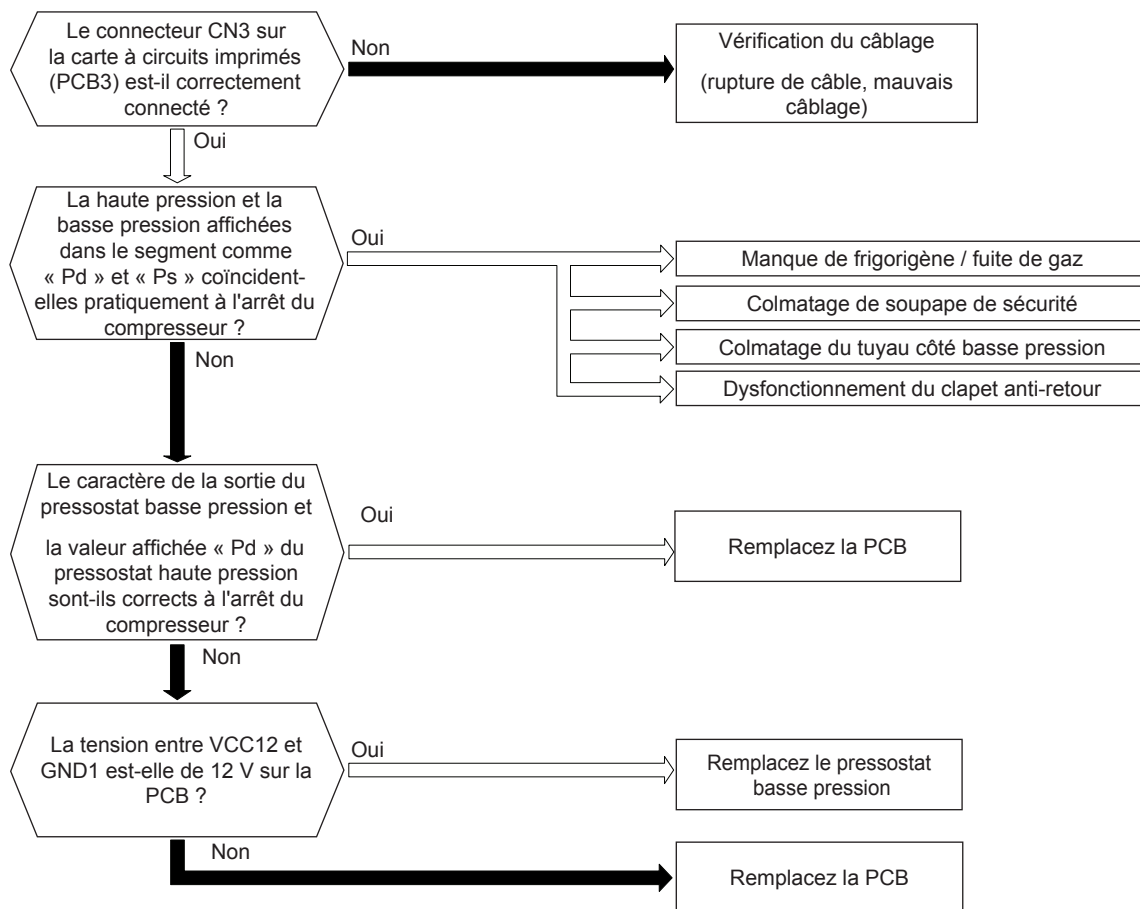 Le connecteur CN3 sur
la carte à circuits imprimés
(PCB3) est-il correctement
connecté ?
Non
Vérification du câblage
(rupture de câble, mauvais
câblage)
Oui
La haute pression et la
basse pression affichées
dans le segment comme
« Pd » et « Ps » coïncident-
elles pratiquement à l'arrêt du
compresseur ?
Oui
Manque de frigorigène / fuite de gaz
Colmatage de soupape de sécurité
Colmatage du tuyau côté basse pression
Dysfonctionnement du clapet anti-retour
Non
Le caractère de la sortie du
pressostat basse pression et
la valeur affichée « Pd » du
pressostat haute pression
sont-ils corrects à l'arrêt du
compresseur ?
Oui
Remplacez la PCB
Non
La tension entre VCC12 et
GND1 est-elle de 12 V sur la
PCB ?
Oui
Remplacez le pressostat
basse pression
Non
Remplacez la PCB